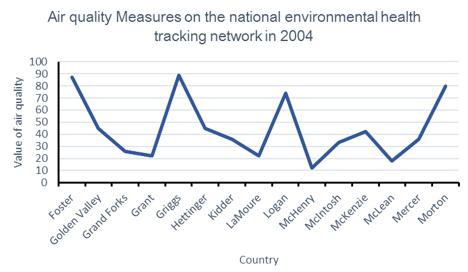 Air quality Measures on the national environmental health
tracking network in 2004
Value of air quality
100
90
80
70
60
50
40
30
20
10
0
Foster
Golden Valley
Grand Forks
Grant
Griggs
Hettinger
Kidder
LaMoure
Logan
McHenry
McIntosh
McKenzie
McLean
Mercer
Morton
Country